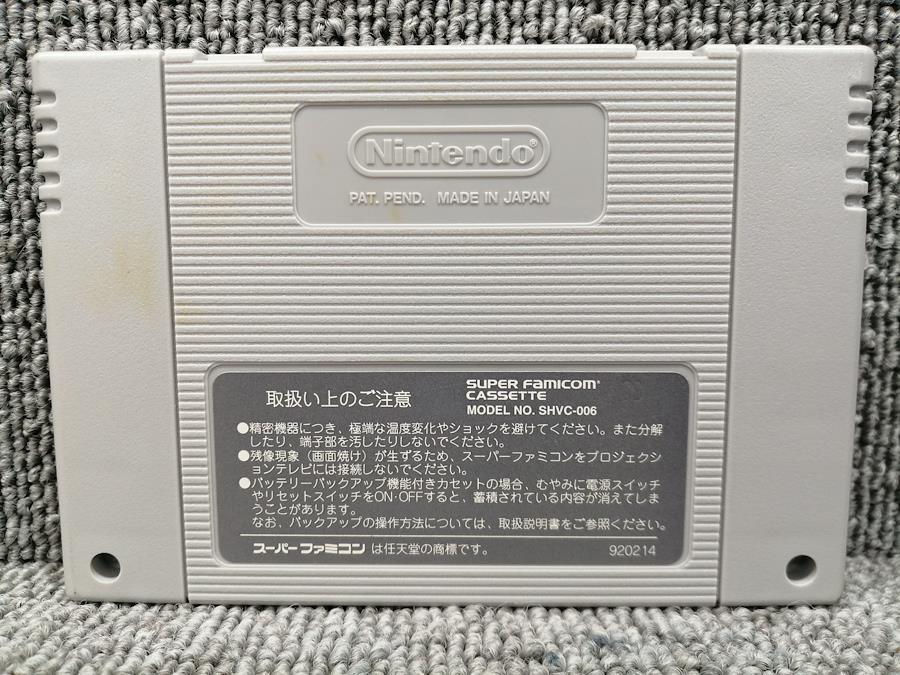 Nintendo
PAT. PEND. MADE IN JAPAN
取扱い上のご注意
SUPER FAMICOM
CASSETTE
MODEL NO. SHVC-006
●精密機器につき、極端な温度変化やショックを避けてください。また分解
したり、端子部を汚したりしないでください。
●残像現象（画面焼け）が生ずるため、スーパーファミコンをプロジェクシ
ョンテレビには接続しないでください。
●バッテリーバックアップ機能付きカセットの場合、むやみに電源スイッチ
やリセットスイッチをON・OFFすると、蓄積されている内容が消えてしま
うことがあります。
なお、バックアップの操作方法については、取扱説明書をご参照ください。
スーパーファミコン は任天堂の商標です。
920214